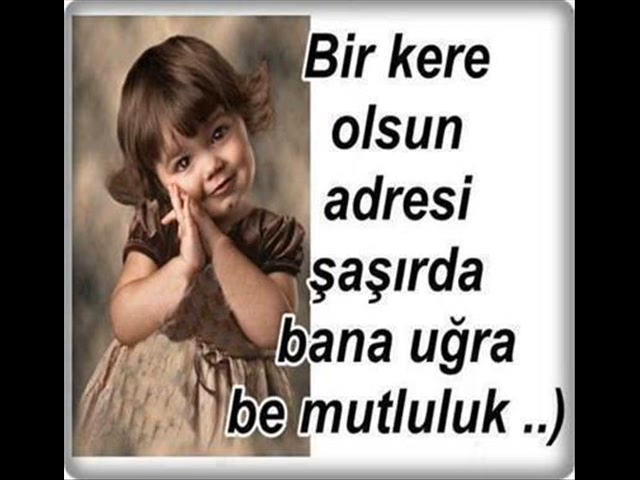 Bir kere
olsun
adresi
şaşırda
bana uğra
be mutluluk ..)